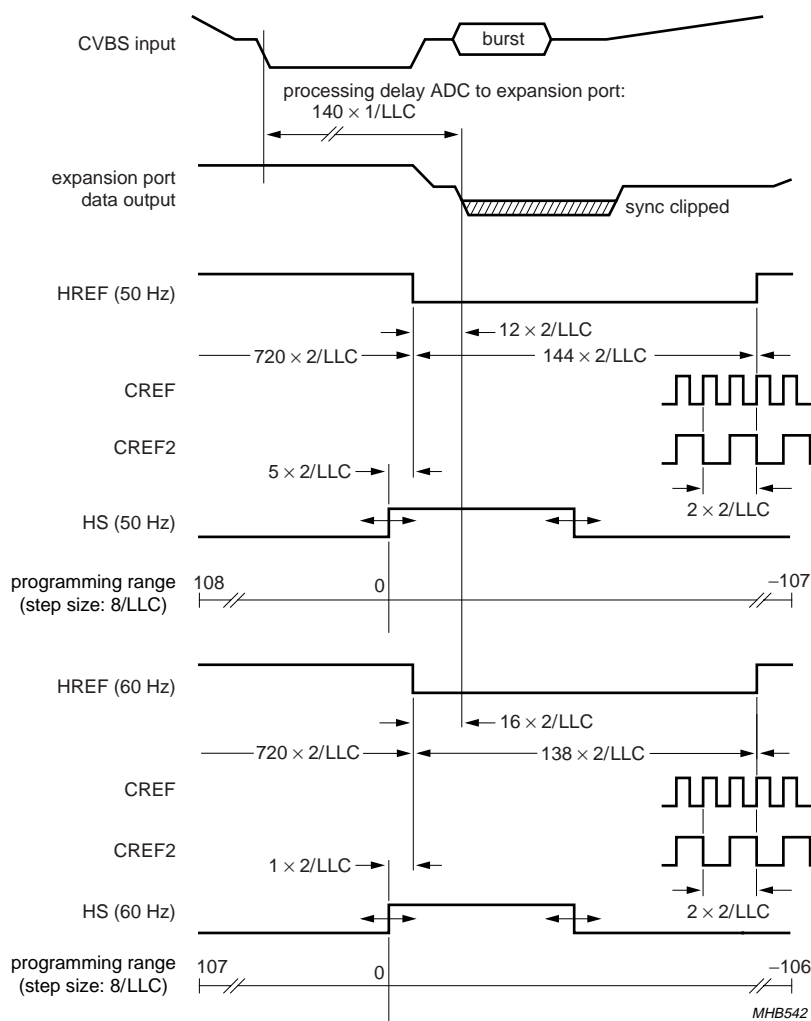 CVBS input
burst
processing delay ADC to expansion port:
140 × 1/LLC
expansion port
data output
sync clipped
HREF (50 Hz)
12 × 2/LLC
720 × 2/LLC
144 × 2/LLC
CREF
CREF2
5 × 2/LLC
2 × 2/LLC
HS (50 Hz)
programming range
(step size: 8/LLC)
108
0
−107
HREF (60 Hz)
16 × 2/LLC
720 × 2/LLC
138 × 2/LLC
CREF
CREF2
1 × 2/LLC
2 × 2/LLC
HS (60 Hz)
programming range
(step size: 8/LLC)
107
0
−106
MHB542